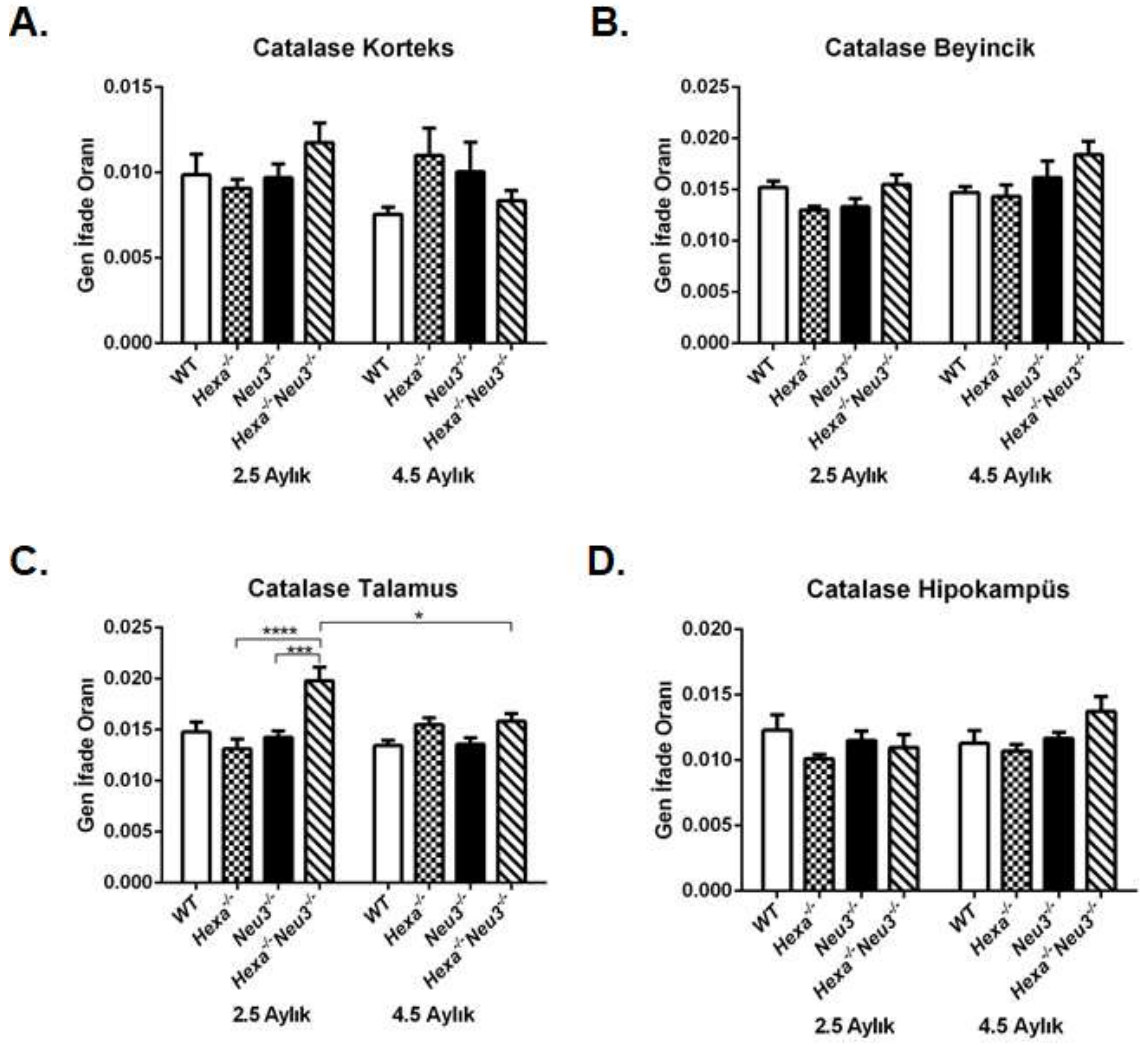 A.
Catalase Korteks
Gen İfade Oranı
0.015
0.010
0.005
0.000
WT
Hexa-/-
Neu3-/-
Hexa-/-Neu3-/-
WT
Hexa-/-
Neu3-/-
Hexa-/-Neu3-/-
2.5 Aylık
4.5 Aylık
B.
Catalase Beyincik
Gen İfade Oranı
0.025
0.020
0.015
0.010
0.005
0.000
WT
Hexa-/-
Neu3-/-
Hexa-/-Neu3-/-
WT
Hexa-/-
Neu3-/-
Hexa-/-Neu3-/-
2.5 Aylık
4.5 Aylık
C.
Catalase Talamus
Gen İfade Oranı
0.025
0.020
0.015
0.010
0.005
0.000
****
***
*
WT
Hexa-/-
Neu3-/-
Hexa-/-Neu3-/-
WT
Hexa-/-
Neu3-/-
Hexa-/-Neu3-/-
2.5 Aylık
4.5 Aylık
D.
Catalase Hipokampüs
Gen İfade Oranı
0.020
0.015
0.010
0.005
0.000
WT
Hexa-/-
Neu3-/-
Hexa-/-Neu3-/-
WT
Hexa-/-
Neu3-/-
Hexa-/-Neu3-/-
2.5 Aylık
4.5 Aylık